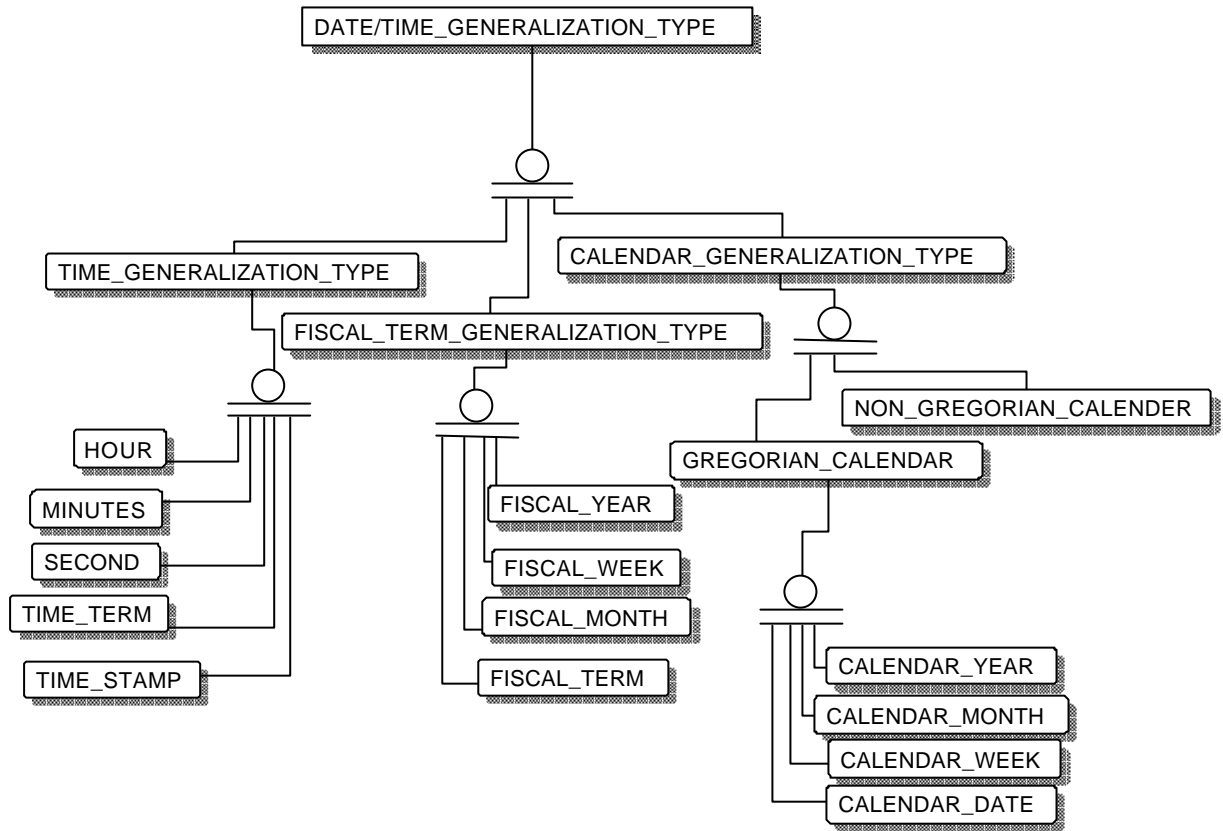 DATE/TIME_GENERALIZATION_TYPE
TIME_GENERALIZATION_TYPE
CALENDAR_GENERALIZATION_TYPE
FISCAL_TERM_GENERALIZATION_TYPE
NON_GREGORIAN_CALENDER
GREGORIAN_CALENDAR
HOUR
MINUTES
SECOND
TIME_TERM
TIME_STAMP
FISCAL_YEAR
FISCAL_WEEK
FISCAL_MONTH
FISCAL_TERM
CALENDAR_YEAR
CALENDAR_MONTH
CALENDAR_WEEK
CALENDAR_DATE